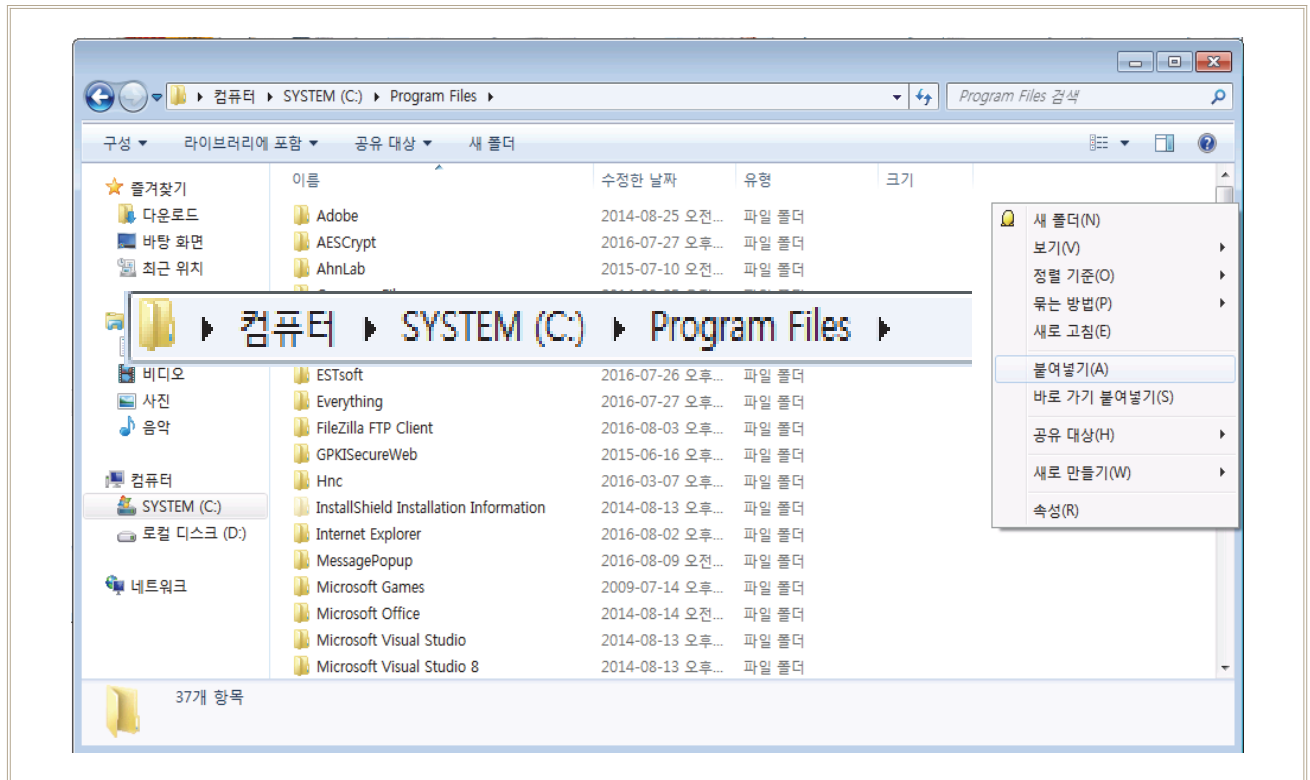 컴퓨터 ▸ SYSTEM (C:) ▸ Program Files ▸
Program Files 검색
구성 ▼ 라이브러리에 포함 ▼ 공유 대상 ▼ 새 폴더
즐겨찾기
다운로드
바탕 화면
최근 위치
비디오
사진
음악
컴퓨터
SYSTEM (C:)
로컬 디스크 (D:)
네트워크
이름 수정한 날짜 유형 크기
Adobe 2014-08-25 오전... 파일 폴더
AESCrypt 2016-07-27 오후... 파일 폴더
AhnLab 2015-07-10 오전... 파일 폴더
컴퓨터 ▸ SYSTEM (C:) ▸ Program Files ▸
ESTsoft 2016-07-26 오후... 파일 폴더
Everything 2016-07-27 오후... 파일 폴더
FileZilla FTP Client 2016-08-03 오후... 파일 폴더
GPKISecureWeb 2015-06-16 오후... 파일 폴더
Hnc 2016-03-07 오후... 파일 폴더
InstallShield Installation Information 2014-08-13 오후... 파일 폴더
Internet Explorer 2016-08-02 오후... 파일 폴더
MessagePopup 2016-08-09 오전... 파일 폴더
Microsoft Games 2009-07-14 오후... 파일 폴더
Microsoft Office 2014-08-14 오전... 파일 폴더
Microsoft Visual Studio 2014-08-13 오후... 파일 폴더
Microsoft Visual Studio 8 2014-08-13 오후... 파일 폴더
새 폴더(N)
보기(V)
정렬 기준(O)
묶는 방법(P)
새로 고침(E)
붙여넣기(A)
바로 가기 붙여넣기(S)
공유 대상(H)
새로 만들기(W)
속성(R)
37개 항목